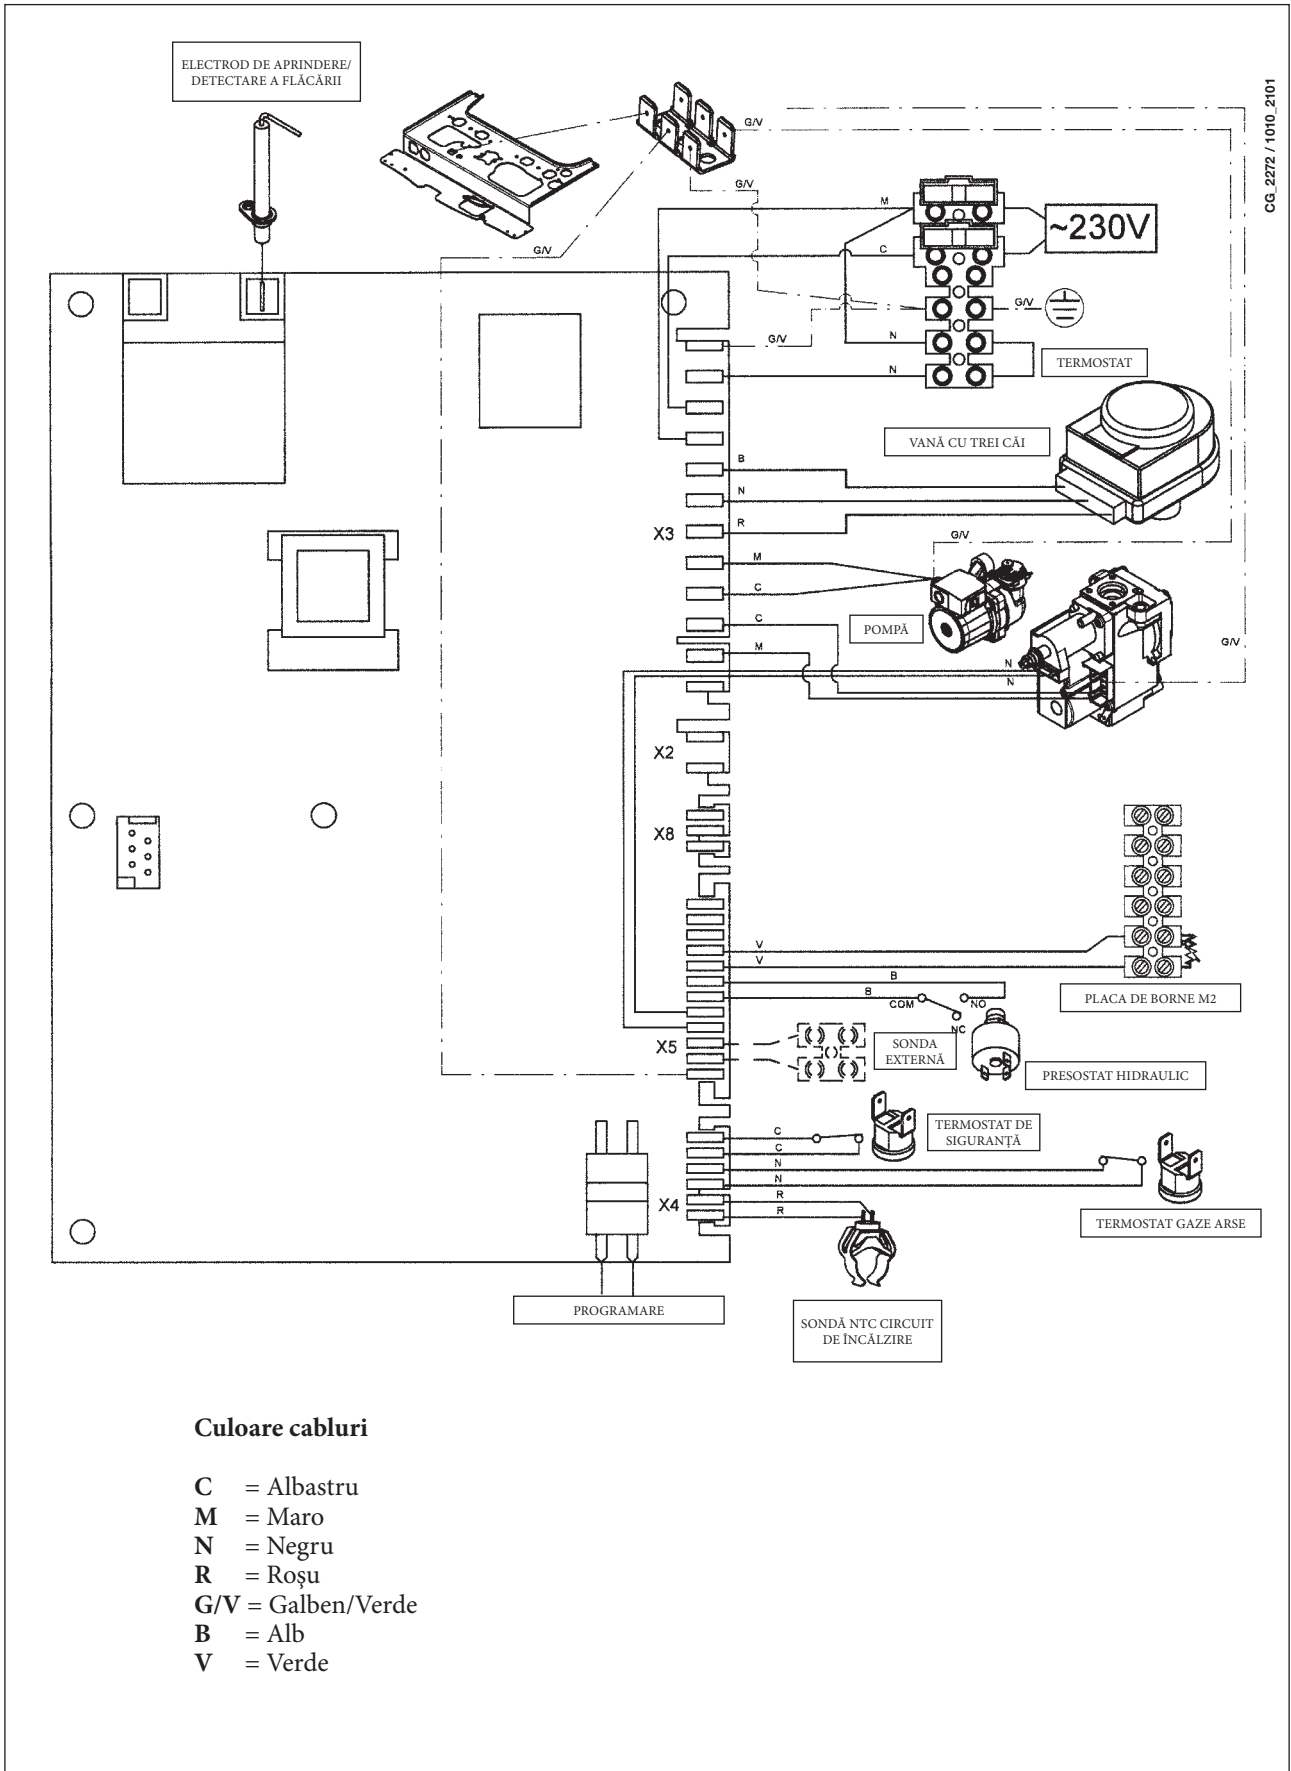 ELECTROD DE APRINDERE/
DETECTARE A FLĂCĂRII
CG_2272 / 1010_2101
G/V
G/V
M
~230V
G/V
C
G/V
G/V
N
TERMOSTAT
N
VANĂ CU TREI CĂI
B
N
R
X3
G/V
M
C
POMPĂ
C
M
G/V
N
N
X2
X8
V
V
B
B
COM
NO
NC
PLACA DE BORNE M2
X5
SONDA
EXTERNĂ
PRESOSTAT HIDRAULIC
TERMOSTAT DE
SIGURANȚĂ
C
C
N
N
R
R
X4
TERMOSTAT GAZE ARSE
PROGRAMARE
SONDĂ NTC CIRCUIT
DE ÎNCĂLZIRE
Culoare cabluri
C = Albastru
M = Maro
N = Negru
R = Roşu
G/V = Galben/Verde
B = Alb
V = Verde